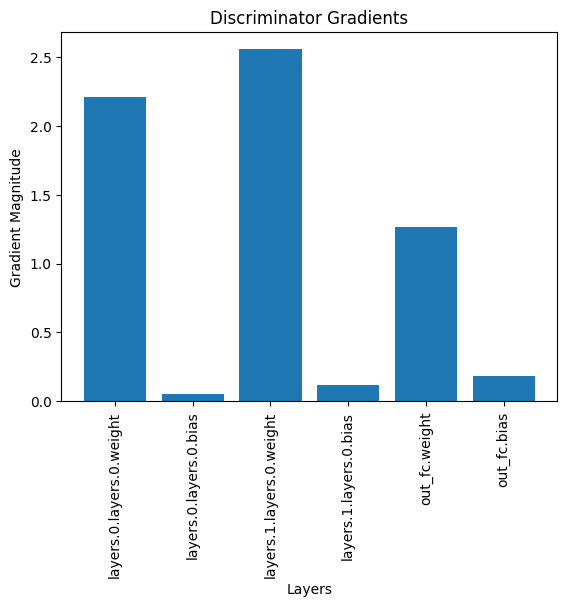 Discriminator Gradients
Gradient Magnitude
2.5
2.0
1.5
1.0
0.5
0.0
layers.0.layers.0.weight
layers.0.layers.0.bias
layers.1.layers.0.weight
layers.1.layers.0.bias
out_fc.weight
out_fc.bias
Layers